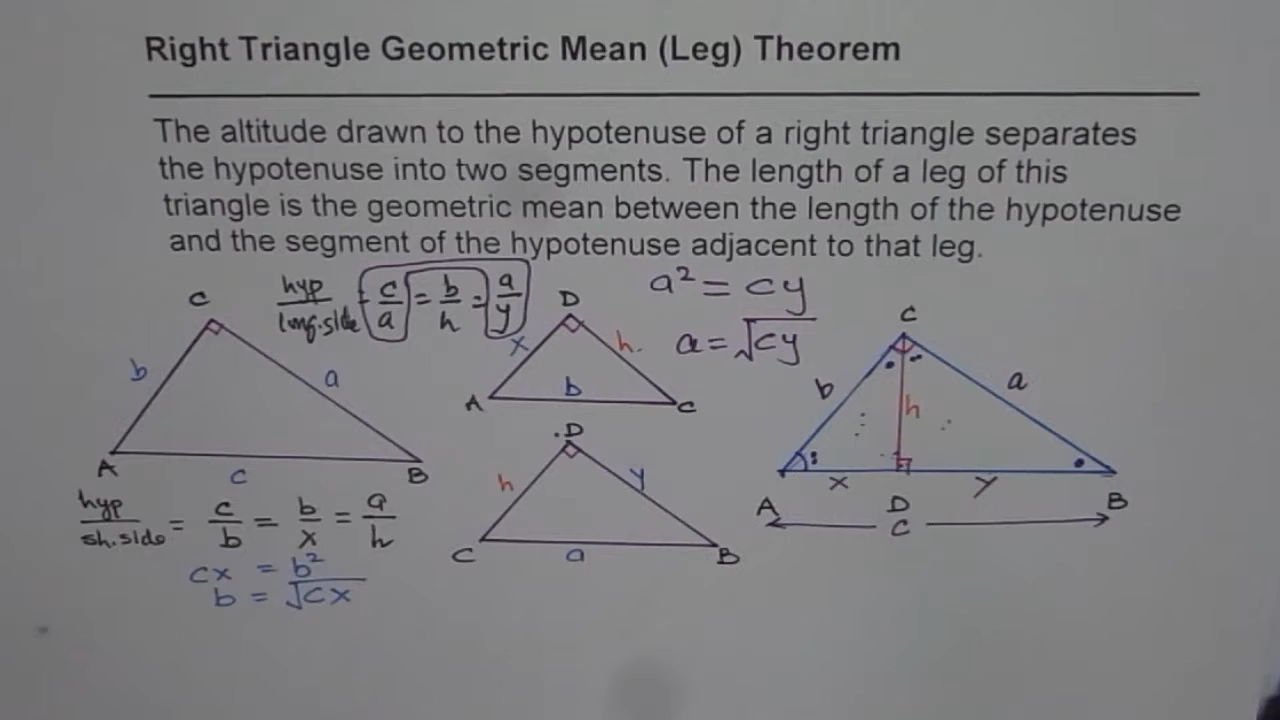 Right Triangle Geometric Mean (Leg) Theorem
The altitude drawn to the hypotenuse of a right triangle separates
the hypotenuse into two segments. The length of a leg of this
triangle is the geometric mean between the length of the hypotenuse
and the segment of the hypotenuse adjacent to that leg.
hyp/long.side = c/a = b/h = a/y
a² = cy
a = √cy
C
b
a
A
c
B
hyp/sh.side = c/b = b/x = a/h
cx = b²
b = √cx
D
x
h.
A
b
C
.D
h
y
C
a
B
C
b
a
h
x
y
A
D
B
C